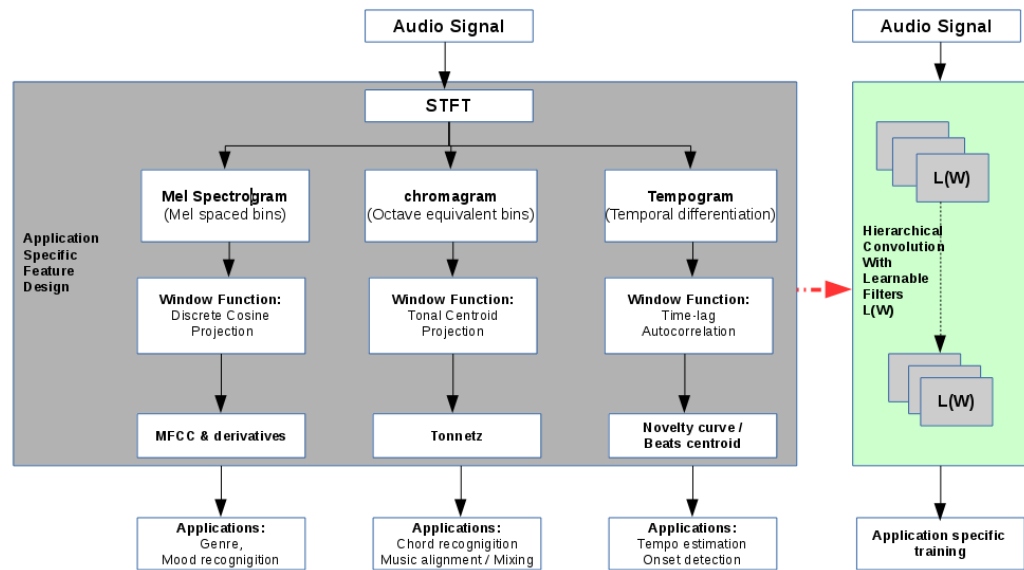 Audio Signal
Audio Signal
STFT
Mel Spectrogram
(Mel spaced bins)
chromagram
(Octave equivalent bins)
Tempogram
(Temporal differentiation)
L(W)
Application
Specific
Feature
Design
Hierarchical
Convolution
With
Learnable
Filters
L(W)
Window Function:
Discrete Cosine
Projection
Window Function:
Tonal Centroid
Projection
Window Function:
Time-lag
Autocorrelation
L(W)
MFCC & derivatives
Tonnetz
Novelty curve /
Beats centroid
Applications:
Genre,
Mood recognigition
Applications:
Chord recognigition
Music alignment / Mixing
Applications:
Tempo estimation
Onset detection
Application specific
training